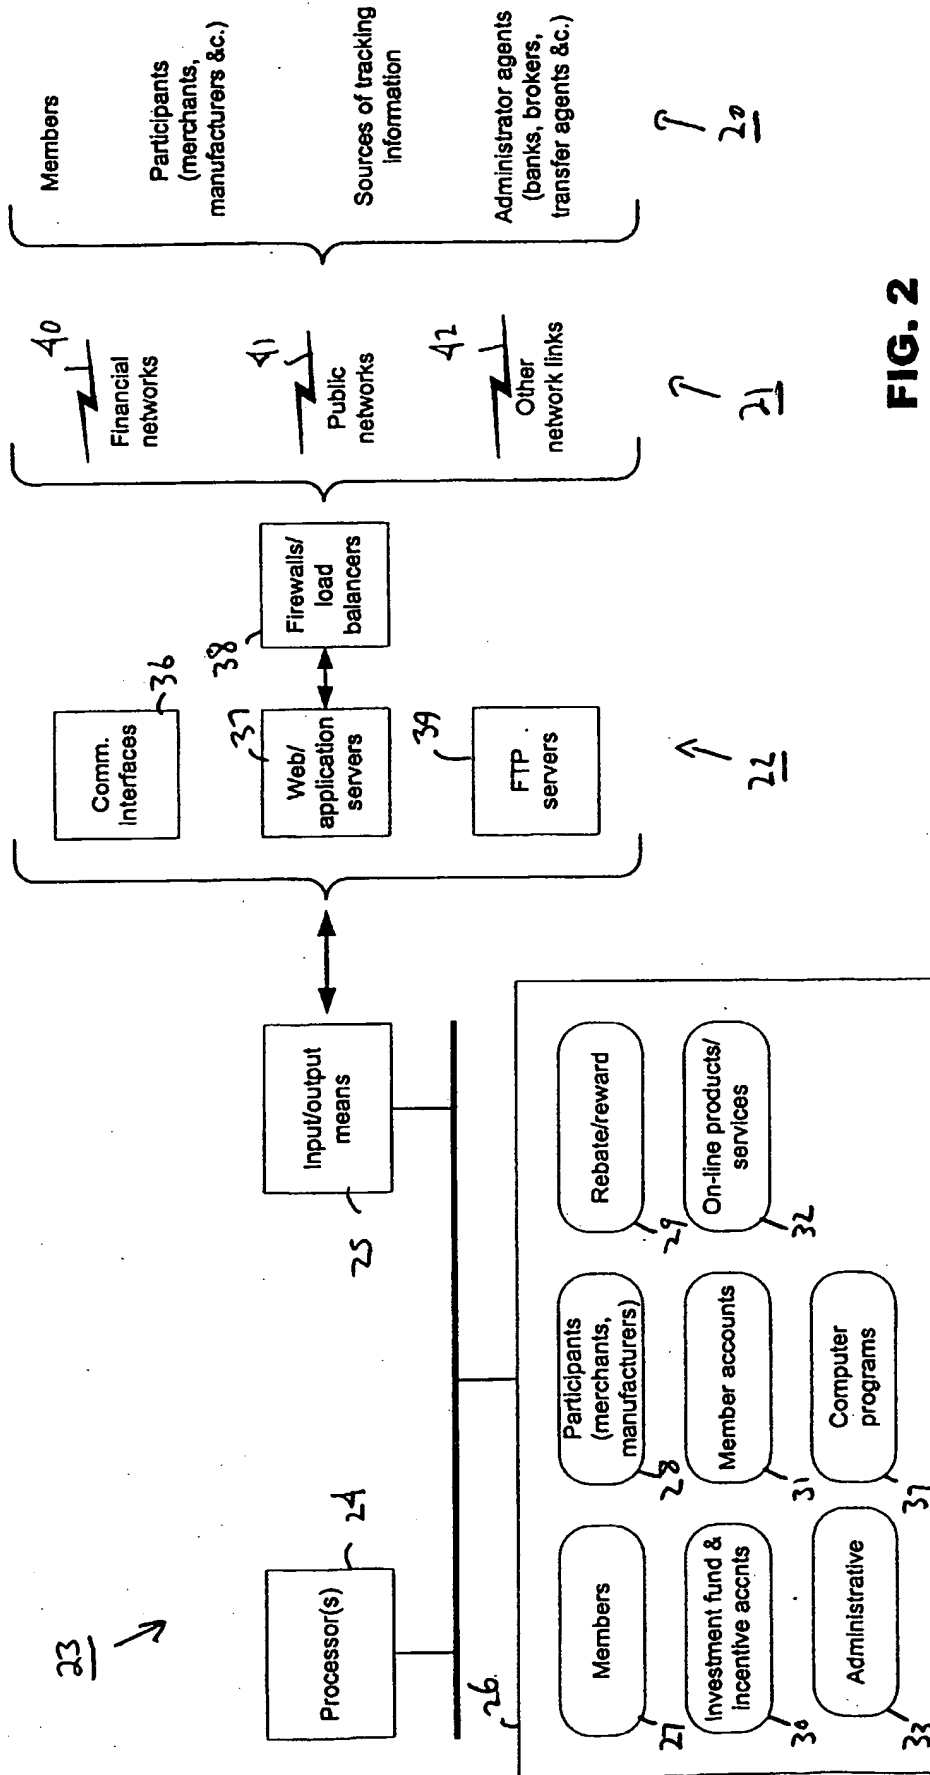 23
Processor(s)
24
Input/output
means
25
26
Members
27
Participants
(merchants,
manufacturers)
28
Rebate/reward
29
Investment fund &
incentive accnts
30
Member accounts
31
On-line products/
services
32
Administrative
33
Computer
programs
37
Comm.
Interfaces
36
Web/
application
servers
37
Firewalls/
load
balancers
38
FTP
servers
39
22
Financial
networks
40
Public
networks
41
Other
network links
42
21
Members
Participants
(merchants,
manufacturers &c.)
Sources of tracking
information
Administrator agents
(banks, brokers,
transfer agents &c.)
20
FIG. 2